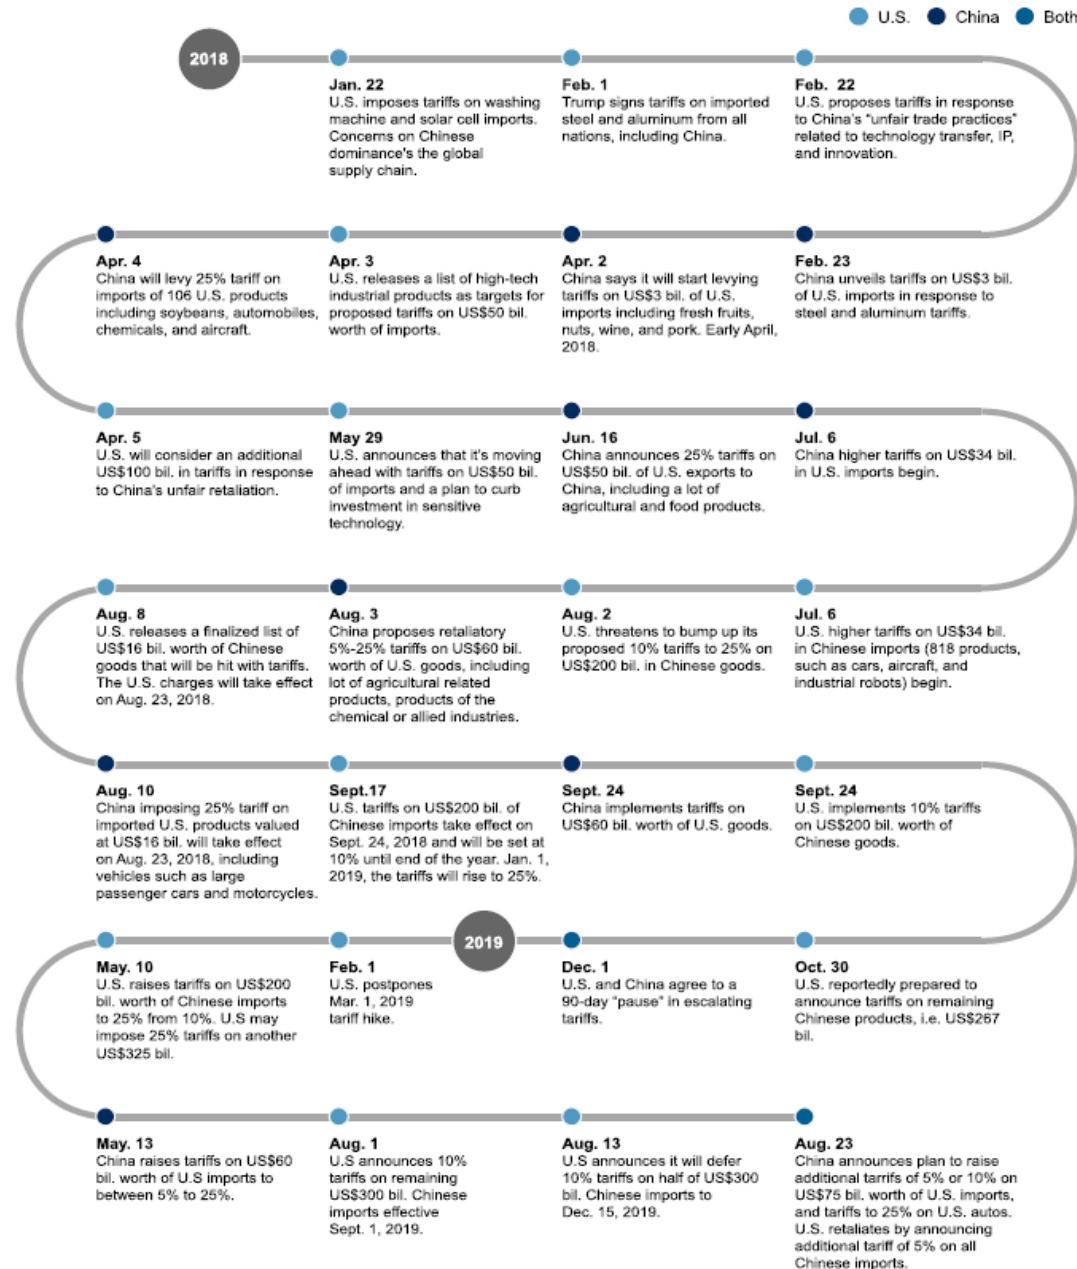 U.S. China Both
2018
Jan. 22
U.S. imposes tariffs on washing
machine and solar cell imports.
Concerns on Chinese
dominance's the global
supply chain.
Feb. 1
Trump signs tariffs on imported
steel and aluminum from all
nations, including China.
Feb. 22
U.S. proposes tariffs in response
to China's “unfair trade practices”
related to technology transfer, IP,
and innovation.
Feb. 23
China unveils tariffs on US$3 bil.
of U.S. imports in response to
steel and aluminum tariffs.
Apr. 2
China says it will start levying
tariffs on US$3 bil. of U.S.
imports including fresh fruits,
nuts, wine, and pork. Early April,
2018.
Apr. 3
U.S. releases a list of high-tech
industrial products as targets for
proposed tariffs on US$50 bil.
worth of imports.
Apr. 4
China will levy 25% tariff on
imports of 106 U.S. products
including soybeans, automobiles,
chemicals, and aircraft.
Apr. 5
U.S. will consider an additional
US$100 bil. in tariffs in response
to China's unfair retaliation.
May 29
U.S. announces that it's moving
ahead with tariffs on US$50 bil.
of imports and a plan to curb
investment in sensitive
technology.
Jun. 16
China announces 25% tariffs on
US$50 bil. of U.S. exports to
China, including a lot of
agricultural and food products.
Jul. 6
China higher tariffs on US$34 bil.
in U.S. imports begin.
Jul. 6
U.S. higher tariffs on US$34 bil.
in Chinese imports (818 products,
such as cars, aircraft, and
industrial robots) begin.
Aug. 2
U.S. threatens to bump up its
proposed 10% tariffs to 25% on
US$200 bil. in Chinese goods.
Aug. 3
China proposes retaliatory
5%-25% tariffs on US$60 bil.
worth of U.S. goods, including
lot of agricultural related
products, products of the
chemical or allied industries.
Aug. 8
U.S. releases a finalized list of
US$16 bil. worth of Chinese
goods that will be hit with tariffs.
The U.S. charges will take effect
on Aug. 23, 2018.
Aug. 10
China imposing 25% tariff on
imported U.S. products valued
at US$16 bil. will take effect
on Aug. 23, 2018, including
vehicles such as large
passenger cars and motorcycles.
Sept.17
U.S. tariffs on US$200 bil. of
Chinese imports take effect on
Sept. 24, 2018 and will be set at
10% until end of the year. Jan. 1,
2019, the tariffs will rise to 25%.
Sept. 24
China implements tariffs on
US$60 bil. worth of U.S. goods.
Sept. 24
U.S. implements 10% tariffs
on US$200 bil. worth of
Chinese goods.
Oct. 30
U.S. reportedly prepared to
announce tariffs on remaining
Chinese products, i.e. US$267
bil.
Dec. 1
U.S. and China agree to a
90-day “pause” in escalating
tariffs.
2019
Feb. 1
U.S. postpones
Mar. 1, 2019
tariff hike.
May. 10
U.S. raises tariffs on US$200
bil. worth of Chinese imports
to 25% from 10%. U.S may
impose 25% tariffs on another
US$325 bil.
May. 13
China raises tariffs on US$60
bil. worth of U.S imports to
between 5% to 25%.
Aug. 1
U.S announces 10%
tariffs on remaining
US$300 bil. Chinese
imports effective
Sept. 1, 2019.
Aug. 13
U.S announces it will defer
10% tariffs on half of US$300
bil. Chinese imports to
Dec. 15, 2019.
Aug. 23
China announces plan to raise
additional tarrifs of 5% or 10% on
US$75 bil. worth of U.S. imports,
and tariffs to 25% on U.S. autos.
U.S. retaliates by announcing
additional tariff of 5% on all
Chinese imports.